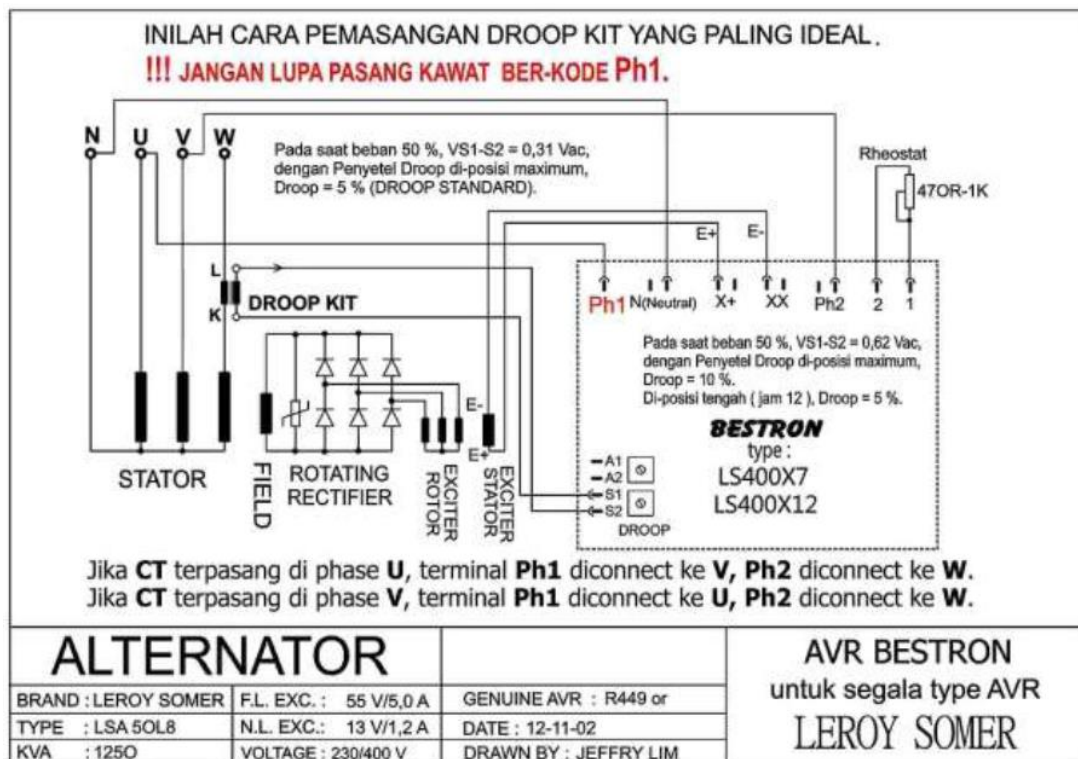 INILAH CARA PEMASANGAN DROOP KIT YANG PALING IDEAL.
!!! JANGAN LUPA PASANG KAWAT BER-KODE Ph1.
N U V W
Pada saat beban 50 %, VS1-S2 = 0,31 Vac,
dengan Penyetel Droop di-posisi maximum,
Droop = 5 % (DROOP STANDARD).
Rheostat
47OR-1K
E+ E-
L
K
DROOP KIT
Ph1 N(Neutral) X+ XX Ph2 2 1
Pada saat beban 50 %, VS1-S2 = 0,62 Vac,
dengan Penyetel Droop di-posisi maximum,
Droop = 10 %.
Di-posisi tengah ( jam 12 ), Droop = 5 %.
BESTRON
type :
LS400X7
LS400X12
A1
A2
S1
S2
DROOP
E-
E+
STATOR
FIELD
ROTATING
RECTIFIER
EXCITER
ROTOR
EXCITER
STATOR
Jika CT terpasang di phase U, terminal Ph1 diconnect ke V, Ph2 diconnect ke W.
Jika CT terpasang di phase V, terminal Ph1 diconnect ke U, Ph2 diconnect ke W.
ALTERNATOR
BRAND : LEROY SOMER F.L. EXC. : 55 V/5,0 A GENUINE AVR : R449 or
TYPE : LSA 5OL8 N.L. EXC.: 13 V/1,2 A DATE : 12-11-02
KVA : 125O VOLTAGE : 230/400 V DRAWN BY : JEFFRY LIM
AVR BESTRON
untuk segala type AVR
LEROY SOMER